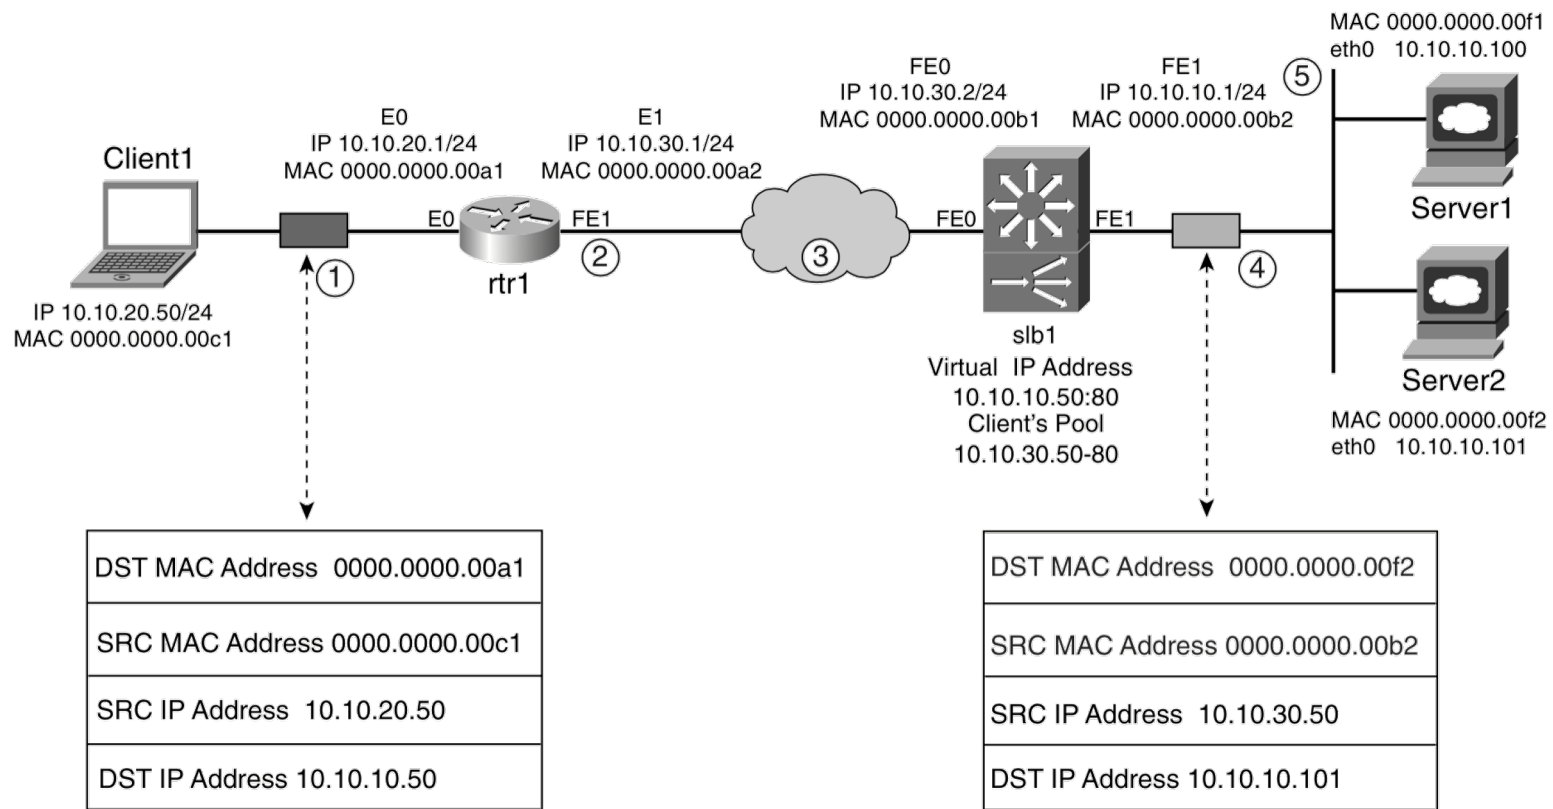 MAC 0000.0000.00f1
eth0 10.10.10.100
5
FE0
IP 10.10.30.2/24
MAC 0000.0000.00b1
FE1
IP 10.10.10.1/24
MAC 0000.0000.00b2
E0
IP 10.10.20.1/24
MAC 0000.0000.00a1
E1
IP 10.10.30.1/24
MAC 0000.0000.00a2
Client1
E0
FE1
FE0
FE1
Server1
1
2
3
4
rtr1
IP 10.10.20.50/24
MAC 0000.0000.00c1
slb1
Virtual IP Address
10.10.10.50:80
Client's Pool
10.10.30.50-80
Server2
MAC 0000.0000.00f2
eth0 10.10.10.101
DST MAC Address 0000.0000.00a1
SRC MAC Address 0000.0000.00c1
SRC IP Address 10.10.20.50
DST IP Address 10.10.10.50
DST MAC Address 0000.0000.00f2
SRC MAC Address 0000.0000.00b2
SRC IP Address 10.10.30.50
DST IP Address 10.10.10.101